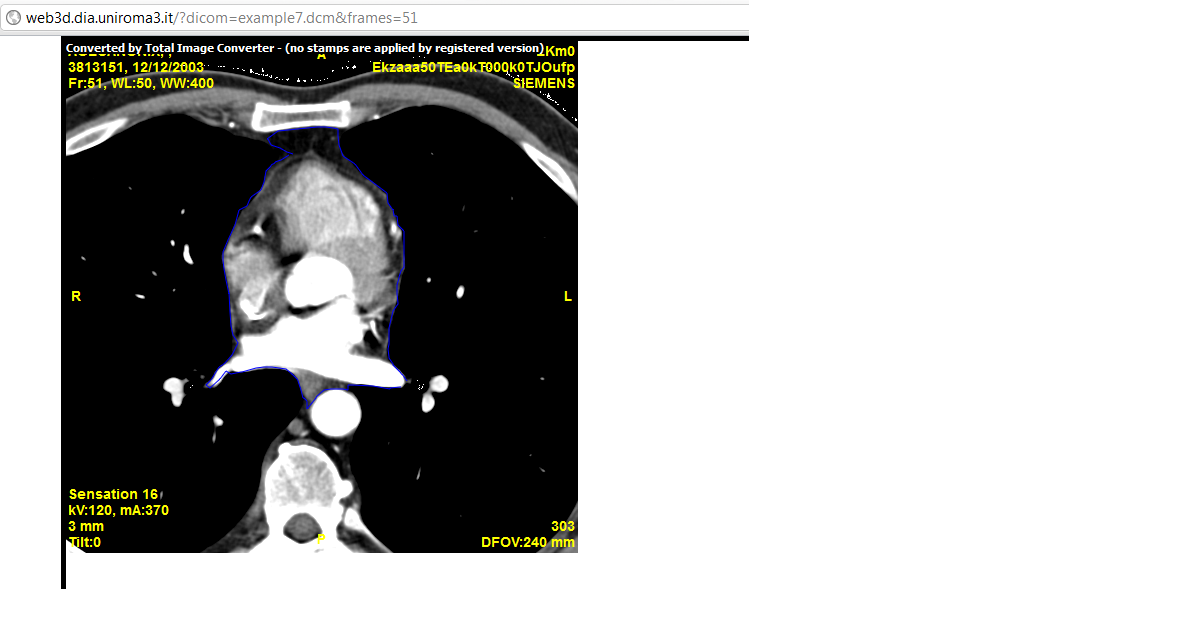 web3d.dia.uniroma3.it/?dicom=example7.dcm&frames=51
Converted by Total Image Converter - (no stamps are applied by registered version)
1Km0
A
3813151, 12/12/2003
Ekzaaa50TEa0kT000k0TJOufp
Fr:51, WL:50, WW:400
SIEMENS
R
L
Sensation 16
kV:120, mA:370
3 mm
303
Tilt:0
P
DFOV:240 mm